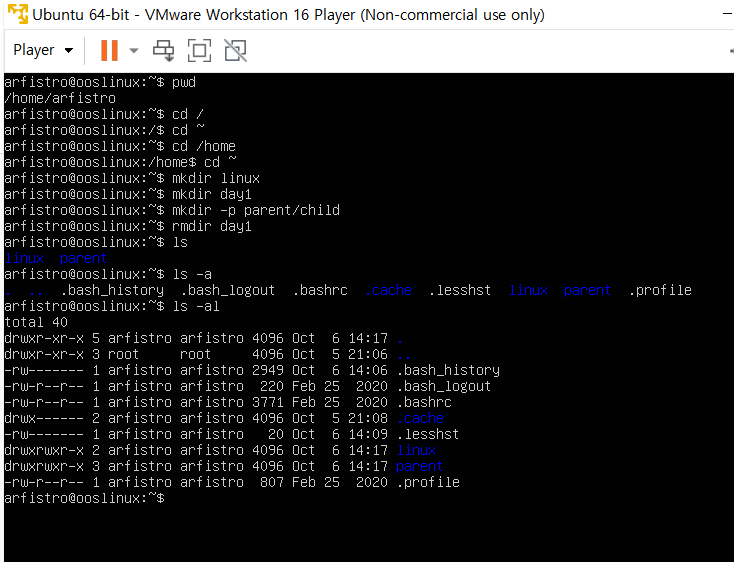 Ubuntu 64-bit - VMware Workstation 16 Player (Non-commercial use only)
Player
arfistro@ooslinux:~$ pwd
/home/arfistro
arfistro@ooslinux:~$ cd /
arfistro@ooslinux:/$ cd ~
arfistro@ooslinux:~$ cd /home
arfistro@ooslinux:/home$ cd ~
arfistro@ooslinux:~$ mkdir linux
arfistro@ooslinux:~$ mkdir day1
arfistro@ooslinux:~$ mkdir -p parent/child
arfistro@ooslinux:~$ rmdir day1
arfistro@ooslinux:~$ ls
linux  parent
arfistro@ooslinux:~$ ls -a
.  ..  .bash_history  .bash_logout  .bashrc  .cache  .lesshst  linux  parent  .profile
arfistro@ooslinux:~$ ls -al
total 40
drwxr-xr-x 5 arfistro arfistro 4096 Oct  6 14:17 .
drwxr-xr-x 3 root     root     4096 Oct  5 21:06 ..
-rw------- 1 arfistro arfistro 2949 Oct  6 14:06 .bash_history
-rw-r--r-- 1 arfistro arfistro  220 Feb 25  2020 .bash_logout
-rw-r--r-- 1 arfistro arfistro 3771 Feb 25  2020 .bashrc
drwx------ 2 arfistro arfistro 4096 Oct  5 21:08 .cache
-rw------- 1 arfistro arfistro   20 Oct  6 14:09 .lesshst
drwxrwxr-x 2 arfistro arfistro 4096 Oct  6 14:17 linux
drwxrwxr-x 3 arfistro arfistro 4096 Oct  6 14:17 parent
-rw-r--r-- 1 arfistro arfistro  807 Feb 25  2020 .profile
arfistro@ooslinux:~$